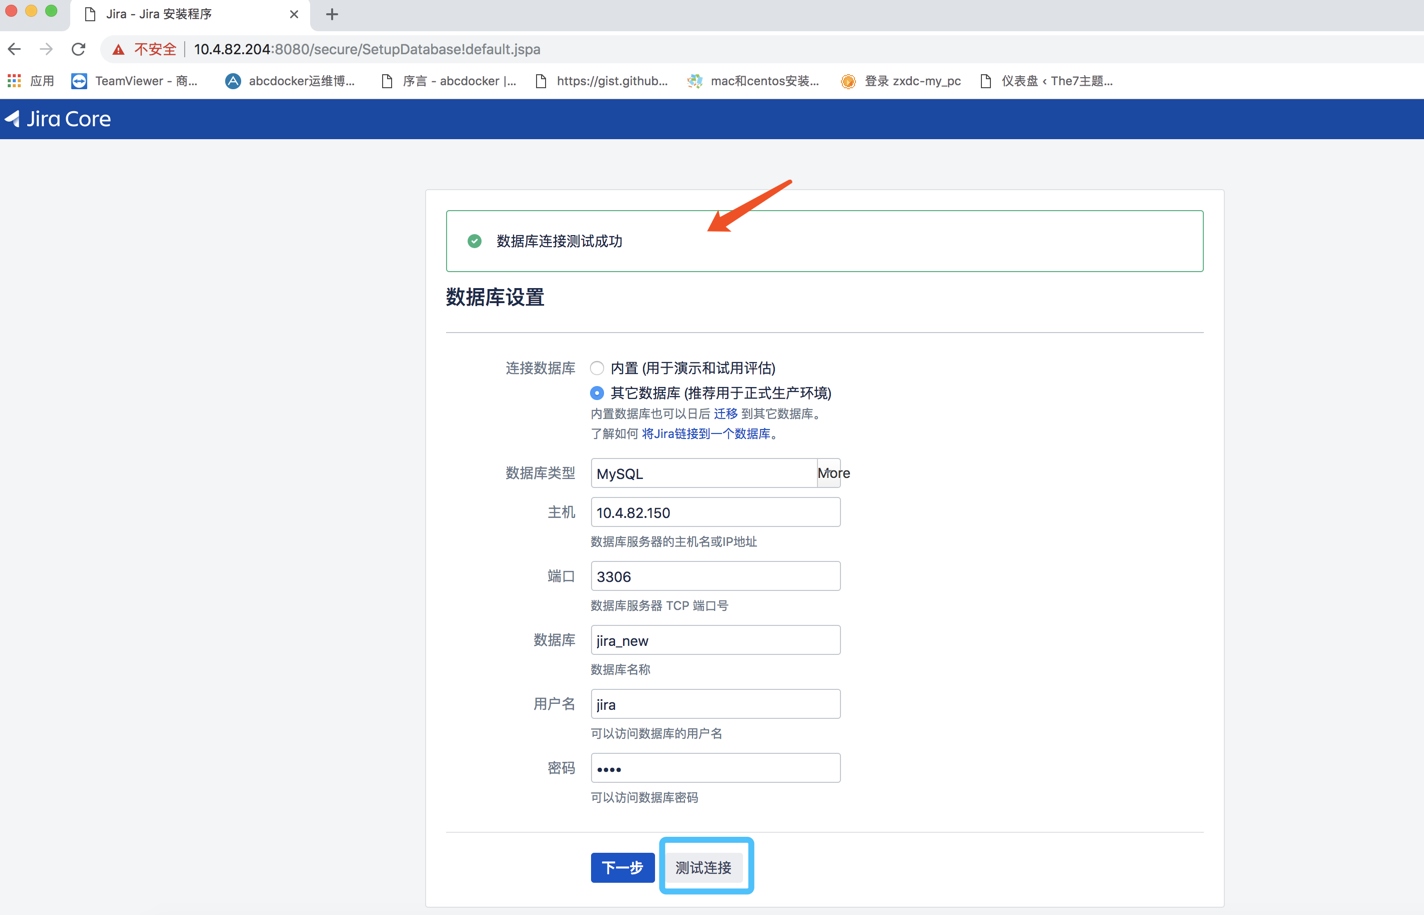 Jira - Jira 安装程序
不安全 | 10.4.82.204:8080/secure/SetupDatabase!default.jspa
应用 TeamViewer - 商... abcdocker运维博... 序言 - abcdocker |... https://gist.github... mac和centos安装... 登录 zxdc-my_pc 仪表盘 ‹ The7主题...
Jira Core
数据库连接测试成功
数据库设置
连接数据库 内置 (用于演示和试用评估)
其它数据库 (推荐用于正式生产环境)
内置数据库也可以日后 迁移 到其它数据库。
了解如何 将Jira链接到一个数据库。
数据库类型 MySQL More
主机 10.4.82.150
数据库服务器的主机名或IP地址
端口 3306
数据库服务器 TCP 端口号
数据库 jira_new
数据库名称
用户名 jira
可以访问数据库的用户名
密码 ••••
可以访问数据库密码
下一步 测试连接